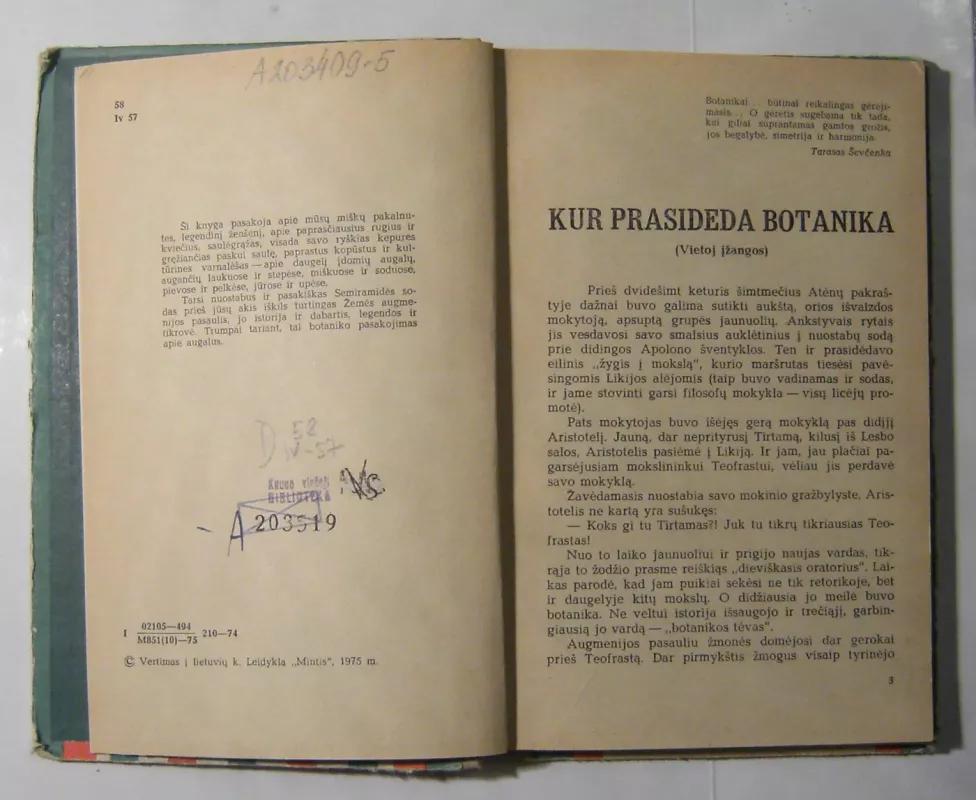 A203409-5
58
Iv 57
Ši knyga pasakoja apie mūsų miškų pakalnu-
tes, legendinį ženšenį, apie paprasčiausius rugius ir
kviečius, saulėgrąžas, visada savo ryškias kepures
gręžiančias paskui saulę, paprastus kopūstus ir kul-
tūrines varnalėšas — apie daugelį įdomių augalų,
augančių laukuose ir stepėse, miškuose ir soduose,
pievose ir pelkėse, jūrose ir upėse.
Tarsi nuostabus ir pasakiškas Semiramidės so-
das prieš jūsų akis iškils turtingas Žemės augme-
nijos pasaulis, jo istorija ir dabartis, legendos ir
tikrovė. Trumpai tariant, tai botaniko pasakojimas
apie augalus.
D 52
IV-57
Kauno viešoji
BIBLIOTEKA
A 203519
I 02105—494
M851(10)—75 210—74
© Vertimas į lietuvių k. Leidykla „Mintis", 1975 m.
Botanikai... būtinai reikalingas gėrėji-
masis... O gėrėtis sugebama tik tada,
kai giliai suprantamas gamtos grožis,
jos begalybė, simetrija ir harmonija.
Tarasas Ševčenka
KUR PRASIDEDA BOTANIKA
(Vietoj įžangos)
Prieš dvidešimt keturis šimtmečius Atėnų pakraš-
tyje dažnai buvo galima sutikti aukštą, orios išvaizdos
mokytoją, apsuptą grupės jaunuolių. Ankstyvais rytais
jis vesdavosi savo smalsius auklėtinius į nuostabų sodą
prie didingos Apolono šventyklos. Ten ir prasidėdavo
eilinis „žygis į mokslą", kurio maršrutas tiesėsi pavė-
singomis Likijos alėjomis (taip buvo vadinamas ir sodas,
ir jame stovinti garsi filosofų mokykla — visų licėjų pro-
motė).
Pats mokytojas buvo išėjęs gerą mokyklą pas didįjį
Aristotelį. Jauną, dar neprityrusį Tirtamą, kilusį iš Lesbo
salos, Aristotelis pasiėmė į Likiją. Ir jam, jau plačiai pa-
garsėjusiam mokslininkui Teofrastui, vėliau jis perdavė
savo mokyklą.
Žavėdamasis nuostabia savo mokinio gražbylyste, Aris-
totelis ne kartą yra sušukęs:
— Koks gi tu Tirtamas?! Juk tu tikrų tikriausias Teo-
frastas!
Nuo to laiko jaunuoliui ir prigijo naujas vardas, tik-
rąja to žodžio prasme reiškiąs „dieviškasis oratorius". Lai-
kas parodė, kad jam puikiai sekėsi ne tik retorikoje, bet
ir daugelyje kitų mokslų. O didžiausia jo meilė buvo
botanika. Ne veltui istorija išsaugojo ir trečiąjį, garbin-
giausią jo vardą — „botanikos tėvas".
Augmenijos pasauliu žmonės domėjosi dar gerokai
prieš Teofrastą. Dar pirmykštis žmogus visaip tyrinėjo
3